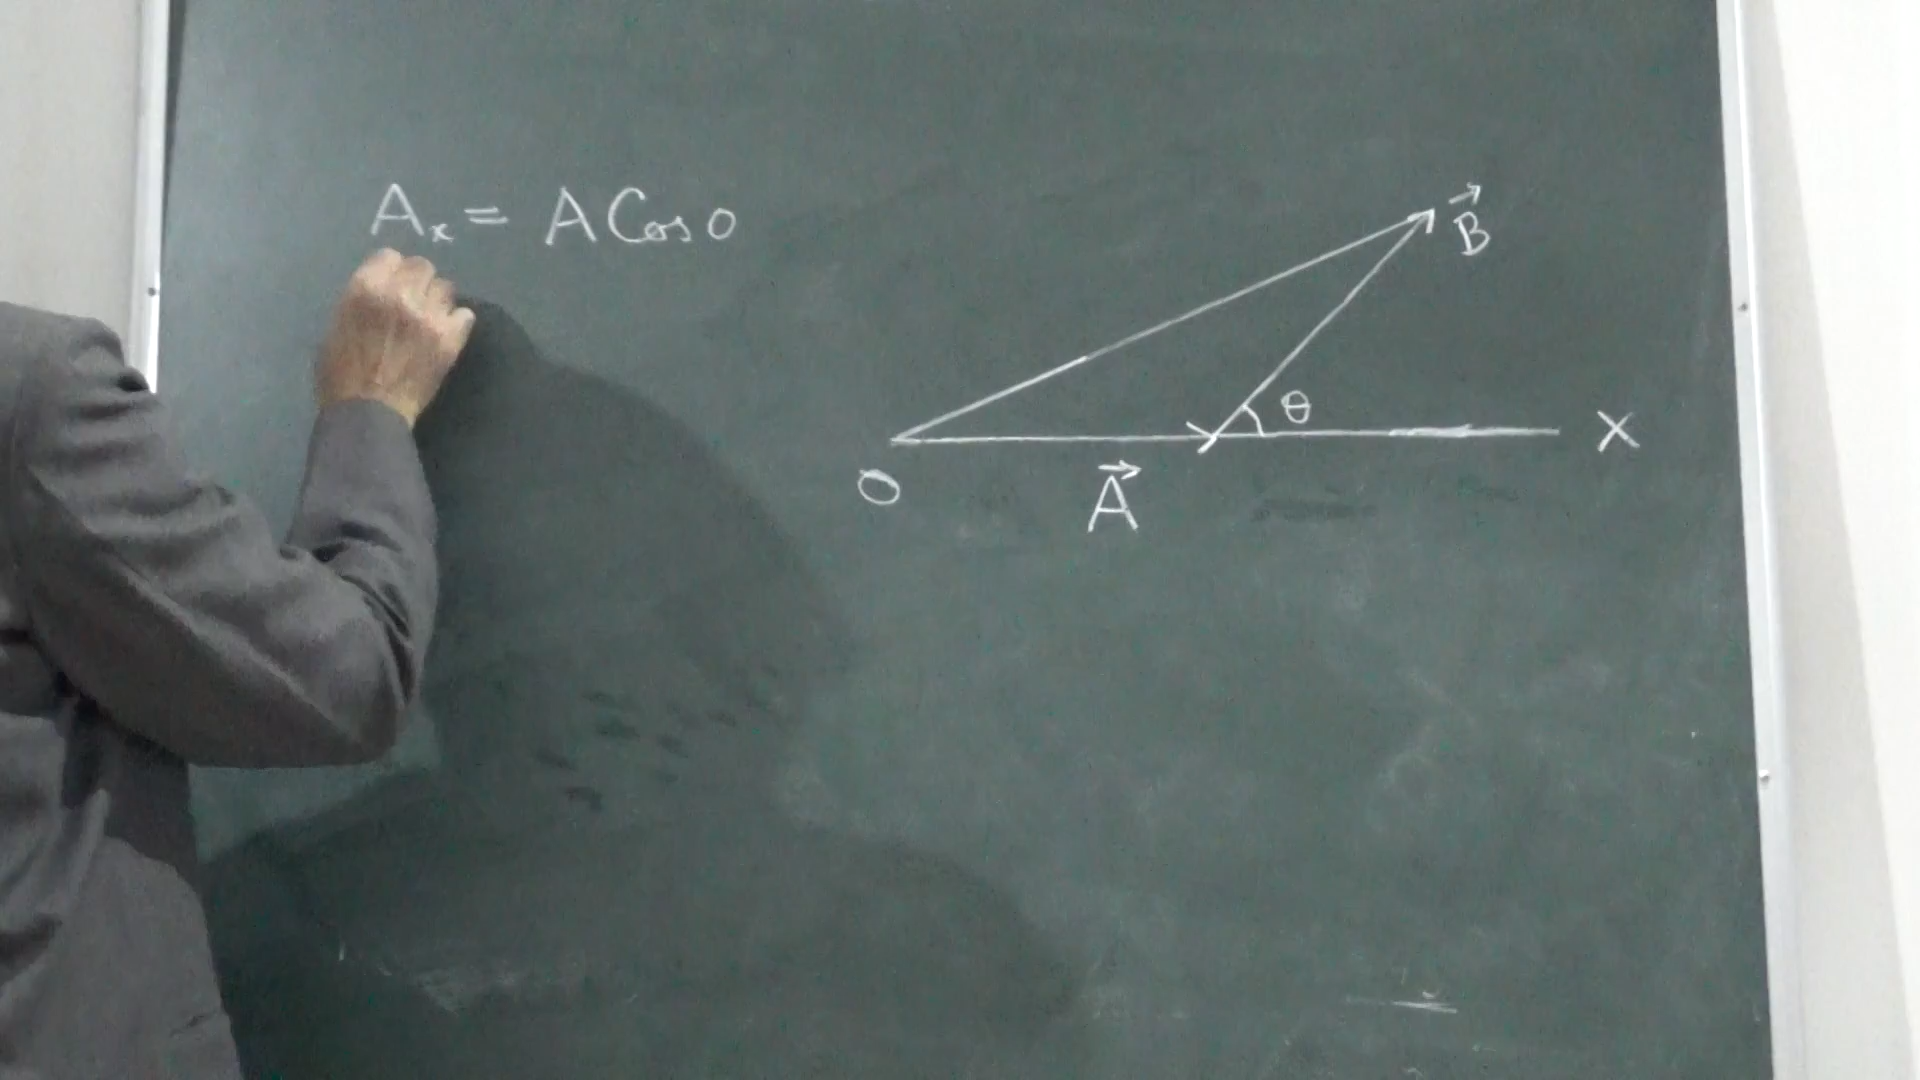 Aₓ = A Cos 0
B⃗
θ
X
O
A⃗